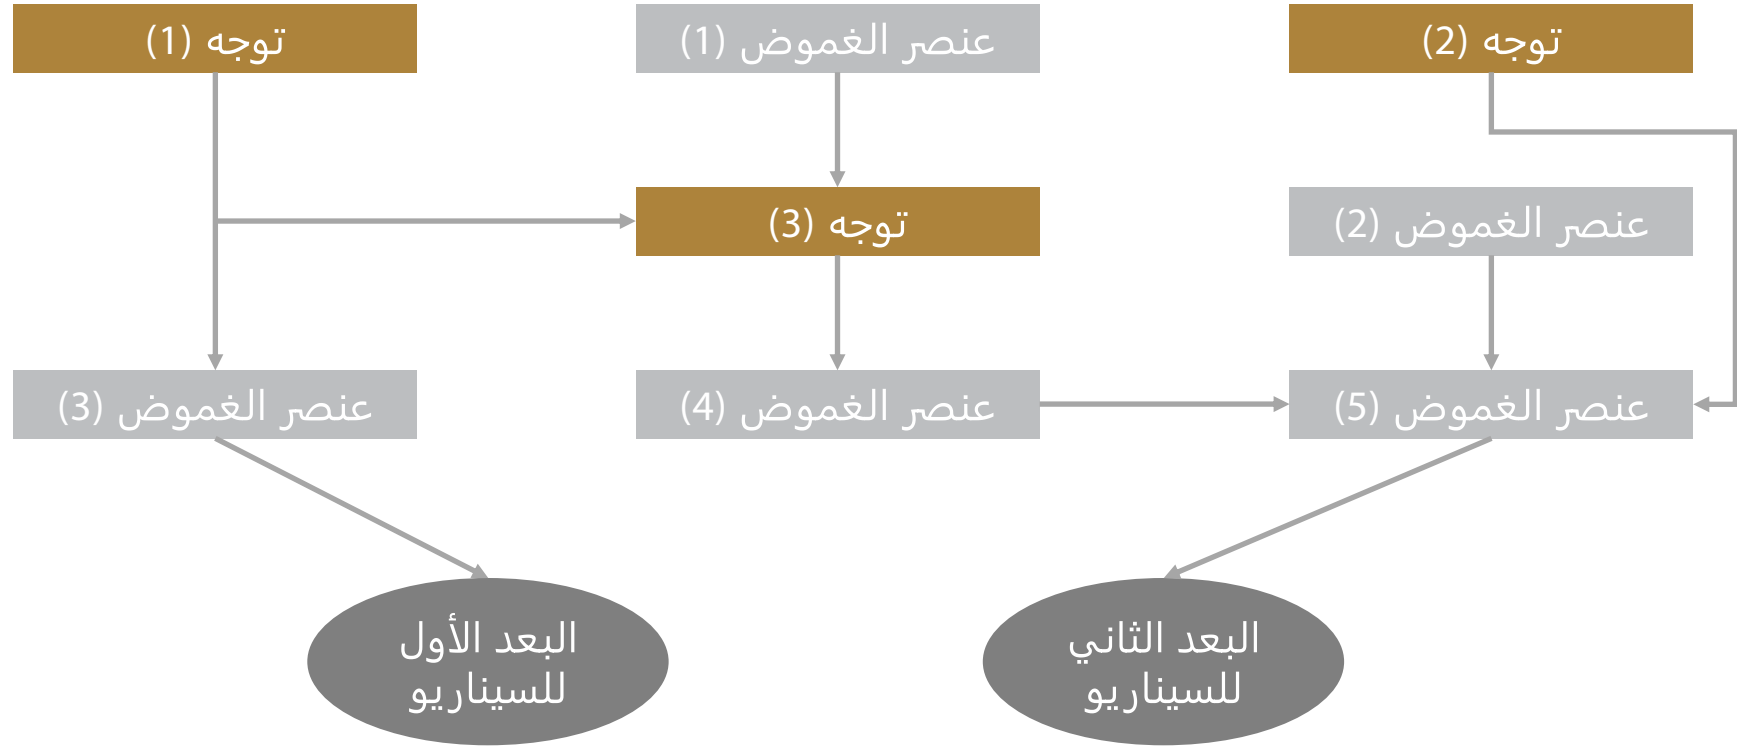 توجه (2)
عنصر الغموض (1)
توجه (1)
عنصر الغموض (2)
توجه (3)
عنصر الغموض (5)
عنصر الغموض (4)
عنصر الغموض (3)
البعد الثاني
للسيناريو
البعد الأول
للسيناريو